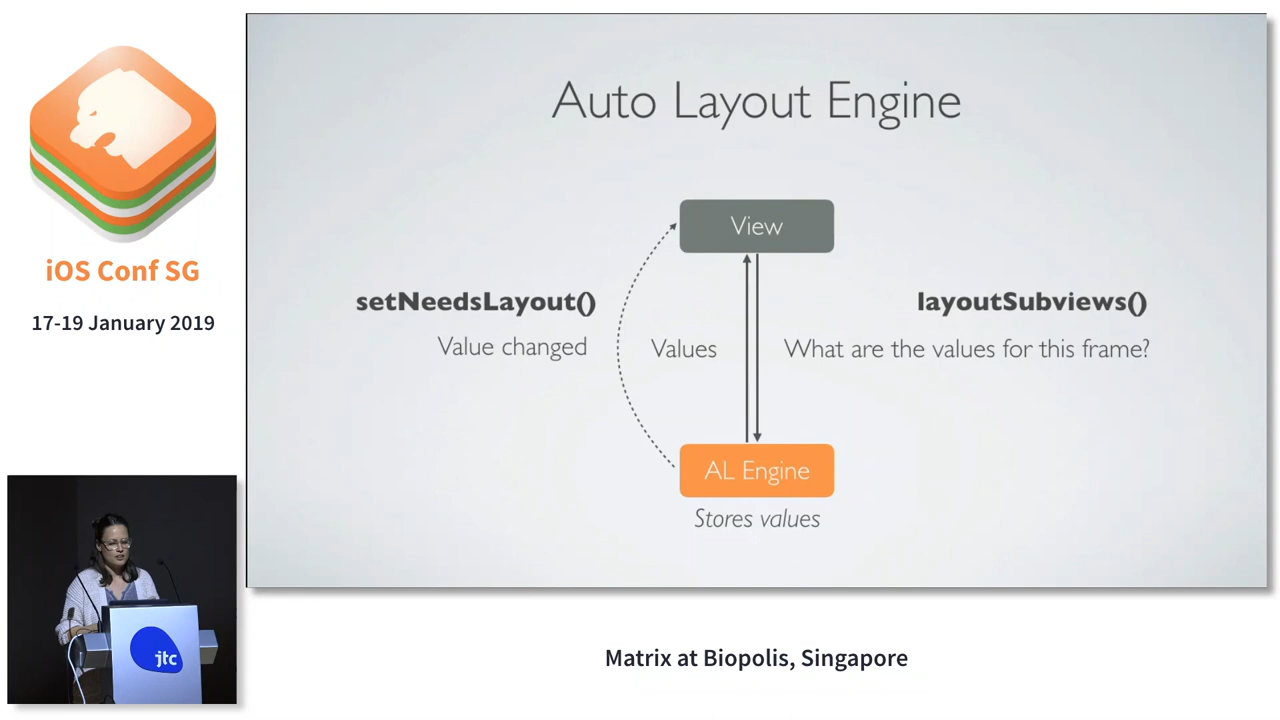 iOS Conf SG
17-19 January 2019
Auto Layout Engine
View
setNeedsLayout()
Value changed
Values
layoutSubviews()
What are the values for this frame?
AL Engine
Stores values
jtc
Matrix at Biopolis, Singapore